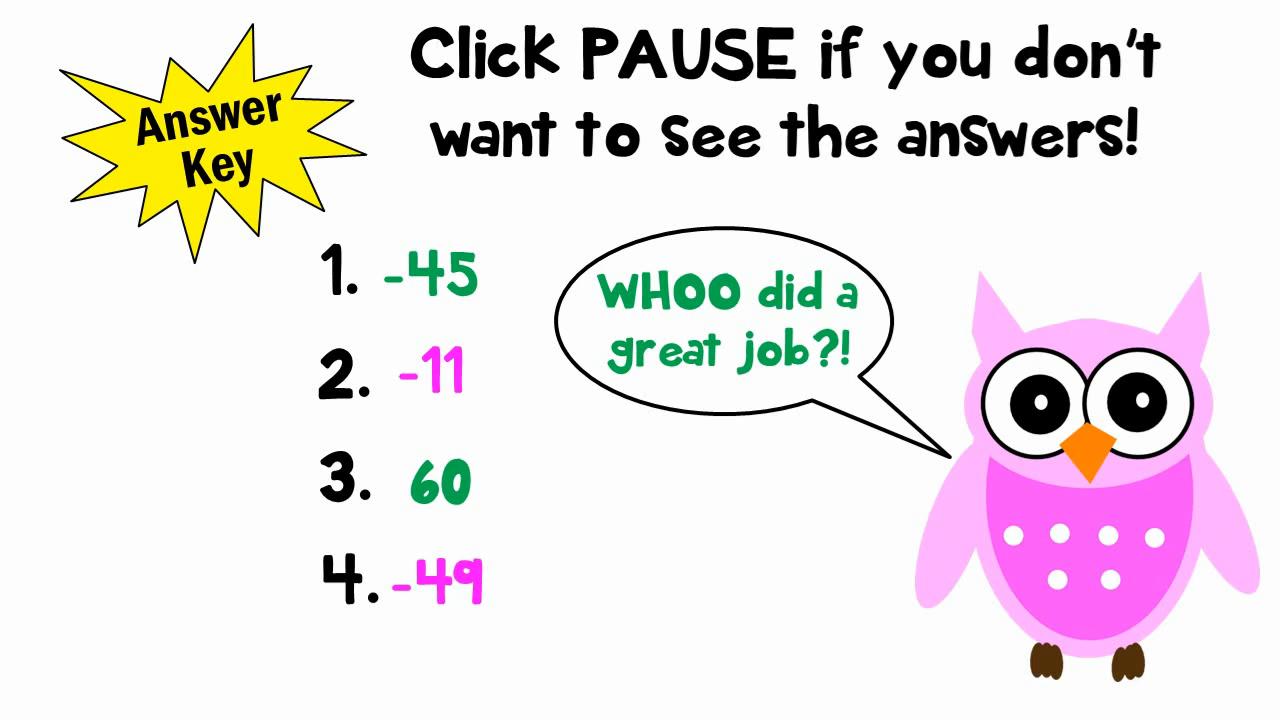 Answer
Key
Click PAUSE if you don't
want to see the answers!
1. -45
2. -11
3. 60
4. -49
WHOO did a
great job?!